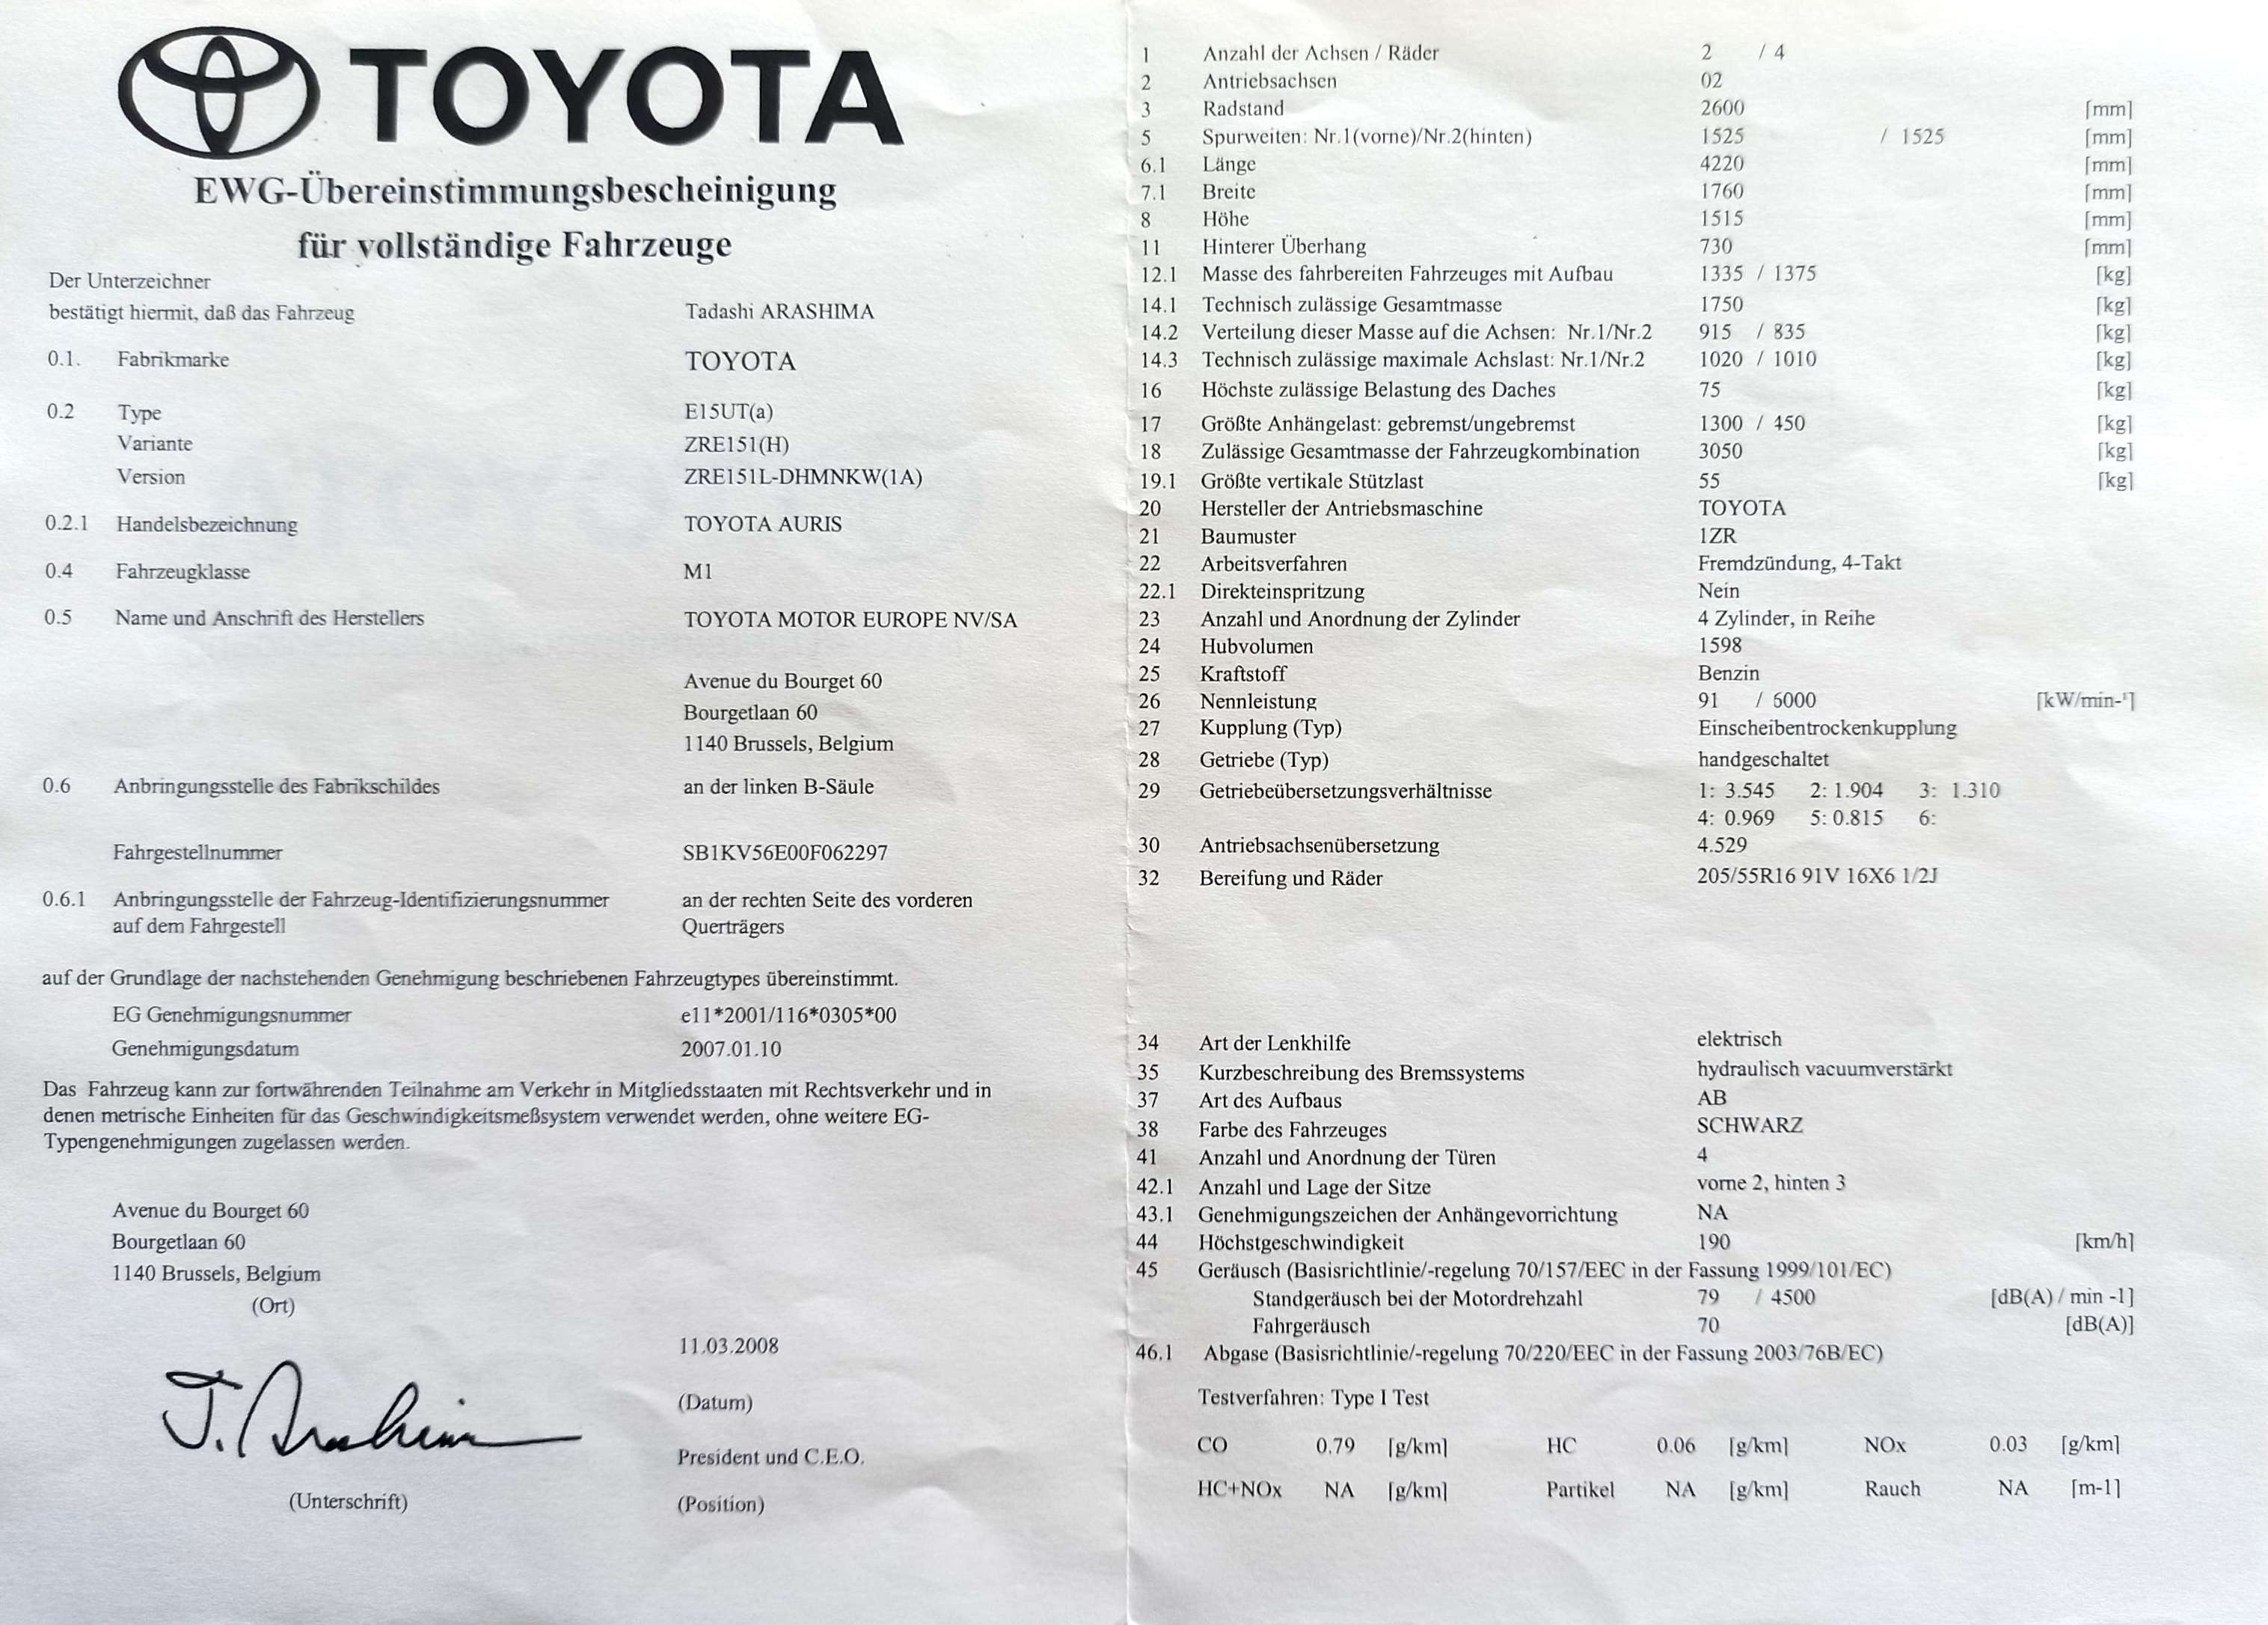 TOYOTA
EWG-Übereinstimmungsbescheinigung
für vollständige Fahrzeuge
Der Unterzeichner
bestätigt hiermit, daß das Fahrzeug Tadashi ARASHIMA
0.1. Fabrikmarke TOYOTA
0.2 Type E15UT(a)
Variante ZRE151(H)
Version ZRE151L-DHMNKW(1A)
0.2.1 Handelsbezeichnung TOYOTA AURIS
0.4 Fahrzeugklasse M1
0.5 Name und Anschrift des Herstellers TOYOTA MOTOR EUROPE NV/SA
Avenue du Bourget 60
Bourgetlaan 60
1140 Brussels, Belgium
0.6 Anbringungsstelle des Fabrikschildes an der linken B-Säule
Fahrgestellnummer SB1KV56E00F062297
0.6.1 Anbringungsstelle der Fahrzeug-Identifizierungsnummer an der rechten Seite des vorderen
auf dem Fahrgestell Querträgers
auf der Grundlage der nachstehenden Genehmigung beschriebenen Fahrzeugtypes übereinstimmt.
EG Genehmigungsnummer e11*2001/116*0305*00
Genehmigungsdatum 2007.01.10
Das Fahrzeug kann zur fortwährenden Teilnahme am Verkehr in Mitgliedsstaaten mit Rechtsverkehr und in
denen metrische Einheiten für das Geschwindigkeitsmeßsystem verwendet werden, ohne weitere EG-
Typengenehmigungen zugelassen werden.
Avenue du Bourget 60
Bourgetlaan 60
1140 Brussels, Belgium
(Ort)
11.03.2008
(Datum)
T. Arashima
President und C.E.O.
(Unterschrift) (Position)
1 Anzahl der Achsen / Räder 2 / 4
2 Antriebsachsen 02
3 Radstand 2600 [mm]
5 Spurweiten: Nr.1(vorne)/Nr.2(hinten) 1525 / 1525 [mm]
6.1 Länge 4220 [mm]
7.1 Breite 1760 [mm]
8 Höhe 1515 [mm]
11 Hinterer Überhang 730 [mm]
12.1 Masse des fahrbereiten Fahrzeuges mit Aufbau 1335 / 1375 [kg]
14.1 Technisch zulässige Gesamtmasse 1750 [kg]
14.2 Verteilung dieser Masse auf die Achsen: Nr.1/Nr.2 915 / 835 [kg]
14.3 Technisch zulässige maximale Achslast: Nr.1/Nr.2 1020 / 1010 [kg]
16 Höchste zulässige Belastung des Daches 75 [kg]
17 Größte Anhängelast: gebremst/ungebremst 1300 / 450 [kg]
18 Zulässige Gesamtmasse der Fahrzeugkombination 3050 [kg]
19.1 Größte vertikale Stützlast 55 [kg]
20 Hersteller der Antriebsmaschine TOYOTA
21 Baumuster 1ZR
22 Arbeitsverfahren Fremdzündung, 4-Takt
22.1 Direkteinspritzung Nein
23 Anzahl und Anordnung der Zylinder 4 Zylinder, in Reihe
24 Hubvolumen 1598
25 Kraftstoff Benzin
26 Nennleistung 91 / 6000 [kW/min-¹]
27 Kupplung (Typ) Einscheibentrockenkupplung
28 Getriebe (Typ) handgeschaltet
29 Getriebeübersetzungsverhältnisse 1: 3.545 2: 1.904 3: 1.310
4: 0.969 5: 0.815 6:
30 Antriebsachsenübersetzung 4.529
32 Bereifung und Räder 205/55R16 91V 16X6 1/2J
34 Art der Lenkhilfe elektrisch
35 Kurzbeschreibung des Bremssystems hydraulisch vacuumverstärkt
37 Art des Aufbaus AB
38 Farbe des Fahrzeuges SCHWARZ
41 Anzahl und Anordnung der Türen 4
42.1 Anzahl und Lage der Sitze vorne 2, hinten 3
43.1 Genehmigungszeichen der Anhängevorrichtung NA
44 Höchstgeschwindigkeit 190 [km/h]
45 Geräusch (Basisrichtlinie/-regelung 70/157/EEC in der Fassung 1999/101/EC)
Standgeräusch bei der Motordrehzahl 79 / 4500 [dB(A) / min -1]
Fahrgeräusch 70 [dB(A)]
46.1 Abgase (Basisrichtlinie/-regelung 70/220/EEC in der Fassung 2003/76B/EC)
Testverfahren: Type I Test
CO 0.79 [g/km] HC 0.06 [g/km] NOx 0.03 [g/km]
HC+NOx NA [g/km] Partikel NA [g/km] Rauch NA [m-1]